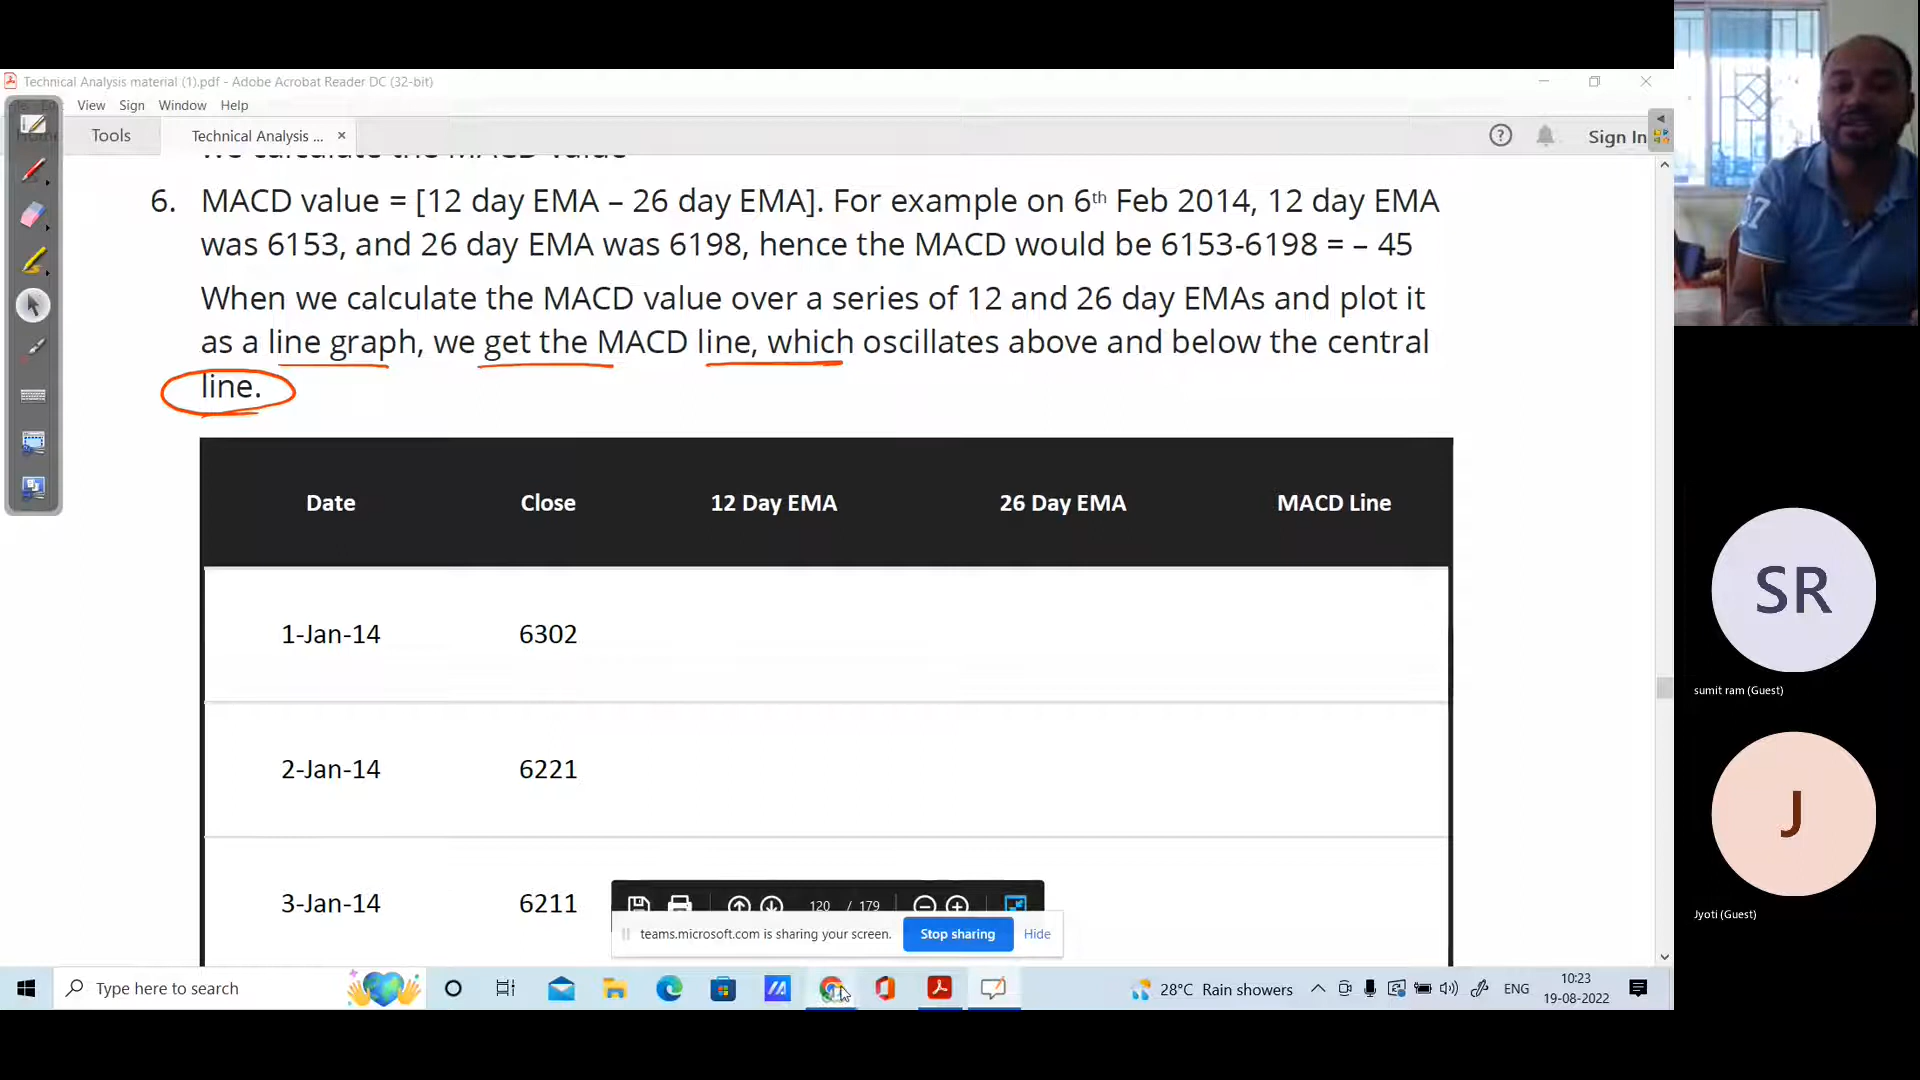 Technical Analysis material (1).pdf - Adobe Acrobat Reader DC (32-bit)
View Sign Window Help
Tools
Technical Analysis ... ×
Sign In
we calculate the MACD value
6. MACD value = [12 day EMA – 26 day EMA]. For example on 6th Feb 2014, 12 day EMA
was 6153, and 26 day EMA was 6198, hence the MACD would be 6153-6198 = – 45
When we calculate the MACD value over a series of 12 and 26 day EMAs and plot it
as a line graph, we get the MACD line, which oscillates above and below the central
line.
Date Close 12 Day EMA 26 Day EMA MACD Line
1-Jan-14 6302
2-Jan-14 6221
3-Jan-14 6211
120 / 179
teams.microsoft.com is sharing your screen. Stop sharing Hide
Type here to search
28°C Rain showers
ENG
10:23
19-08-2022
SR
sumit ram (Guest)
J
Jyoti (Guest)